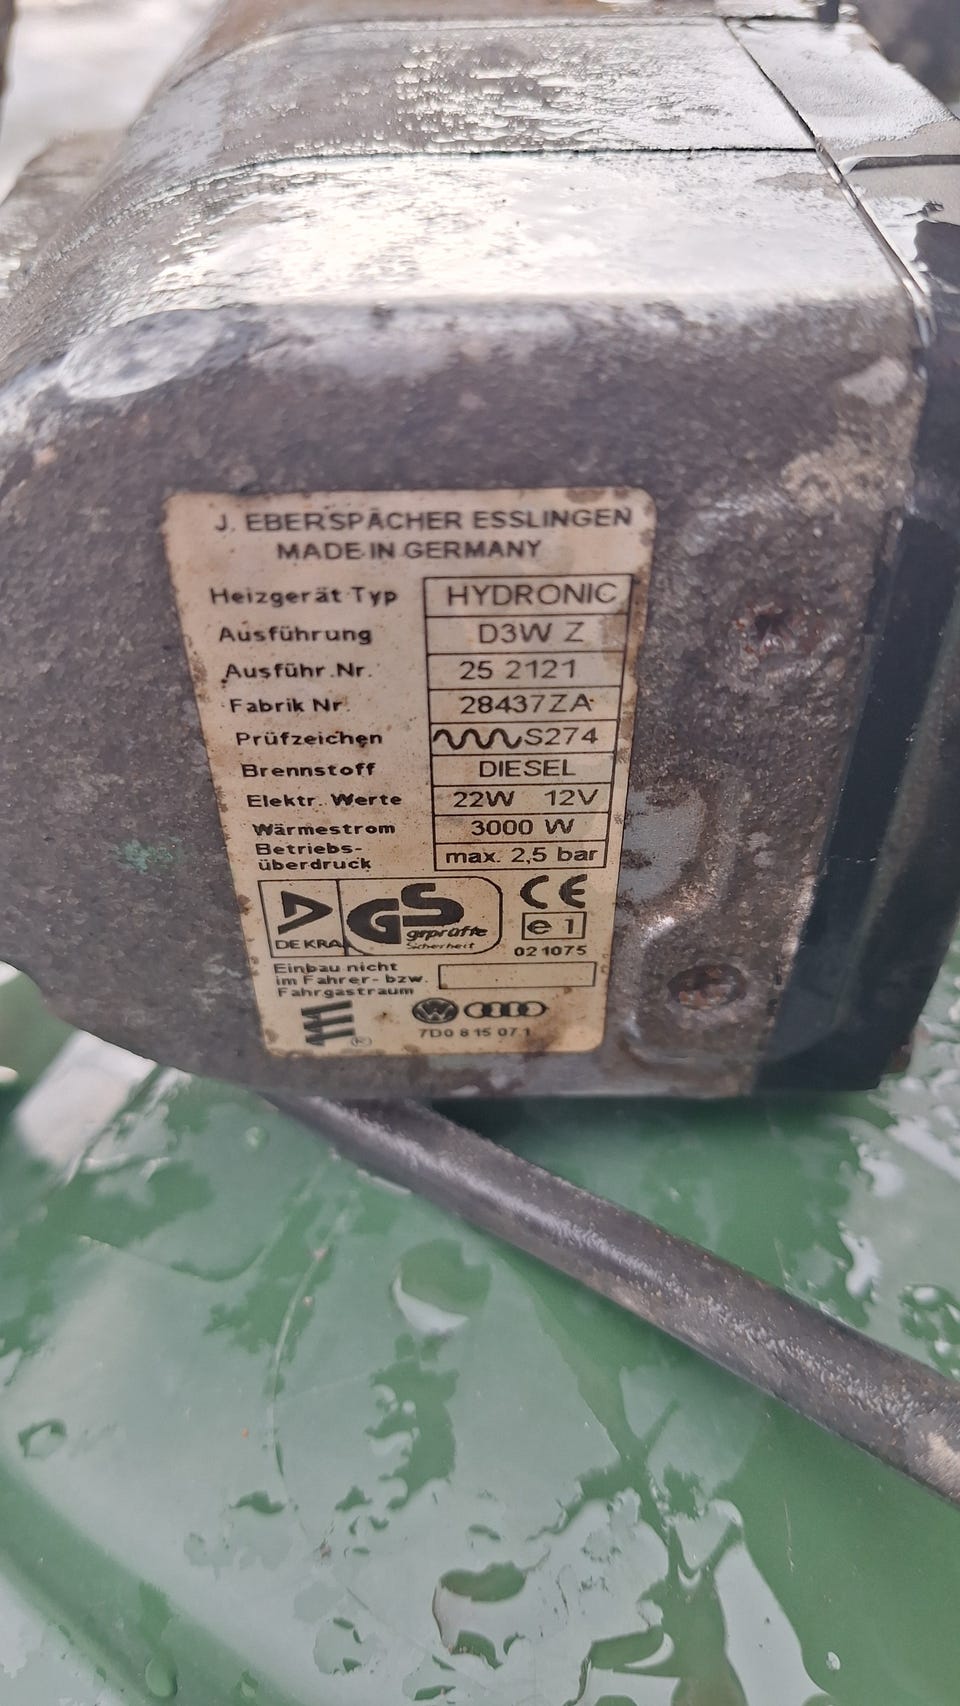 J. EBERSPÄCHER ESSLINGEN
MADE IN GERMANY
Heizgerät Typ HYDRONIC
Ausführung D3W Z
Ausführ.Nr. 25 2121
Fabrik Nr. 28437ZA
Prüfzeichen S274
Brennstoff DIESEL
Elektr. Werte 22W 12V
Wärmestrom 3000 W
Betriebs-
überdruck max. 2,5 bar
DEKRA GS geprüfte Sicherheit CE
e1
021075
Einbau nicht
im Fahrer- bzw.
Fahrgastraum
7D0 815 071